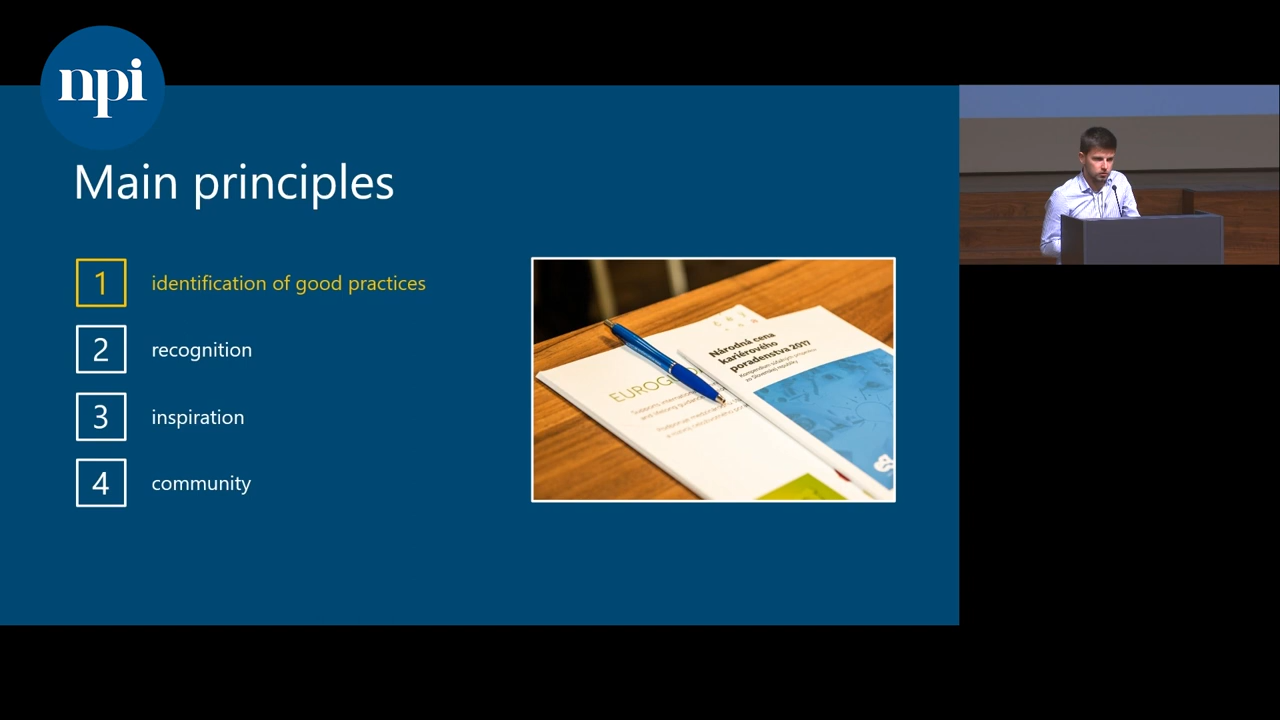 npi
Main principles
1 identification of good practices
2 recognition
3 inspiration
4 community
Národná cena
kariérového
poradenstva 2017